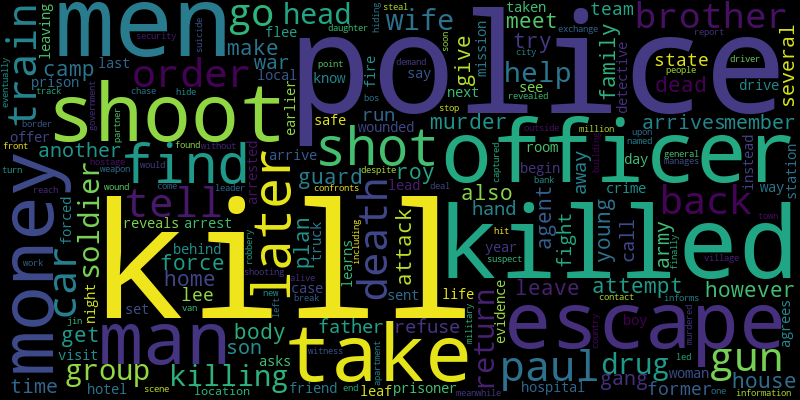 men
police
go
head
wife
brother
train
leaving
make
war
flee
meet
taken
team
hiding
steal
daughter
security
suicide
try
mission
give
camp
last
order
know
point
demand
say
exchange
soon
city
report
family
state
people
several
eventually
prison
local
shoot
earlier
fire
bos
revealed
detective
dead
drive
driver
track
chase
hide
government
border
partner
safe
run
help
see
next
stop
wounded
murder
arrives
member
officer
offer
another
find
shot
front
found
without
turn
weapon
would
hostage
arrested
guard
roy
despite
room
outside
million
upon
named
building
instead
station
day
general
manages
captured
begin
bank
away
crime
way
money
reach
wound
come
leader
tell
later
arrive
confronts
lead
deal
also
back
soldier
forced
reveals
arrest
kill
killed
death
attack
including
hand
agent
young
hit
suspect
year
fight
call
army
finally
town
village
car
behind
force
robbery
shooting
plan
truck
learns
work
night
home
lee
case
alive
break
sent
life
military
return
evidence
leave
contact
attempt
informs
however
murdered
set
jin
van
new
left
witness
father
refuse
escape
country
boy
agrees
man
get
body
take
visit
son
asks
apartment
paul
drug
gang
woman
led
gun
house
group
killing
time
hotel
scene
location
friend
end
leaf
prisoner
meanwhile
hospital
former
one
information